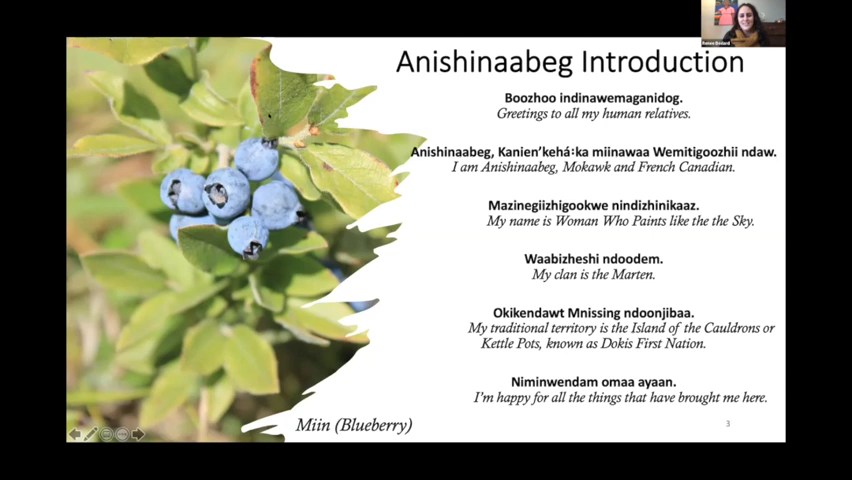 Anishinaabeg Introduction
Boozhoo indinawemaganidog.
Greetings to all my human relatives.
Anishinaabeg, Kanien’kehá꞉ka miinawaa Wemitigoozhii ndaw.
I am Anishinaabeg, Mokawk and French Canadian.
Mazinegiizhigookwe nindizhinikaaz.
My name is Woman Who Paints like the the Sky.
Waabizheshi ndoodem.
My clan is the Marten.
Okikendawt Mnissing ndoonjibaa.
My traditional territory is the Island of the Cauldrons or
Kettle Pots, known as Dokis First Nation.
Niminwendam omaa ayaan.
I’m happy for all the things that have brought me here.
Miin (Blueberry)
3
Renee Bedard